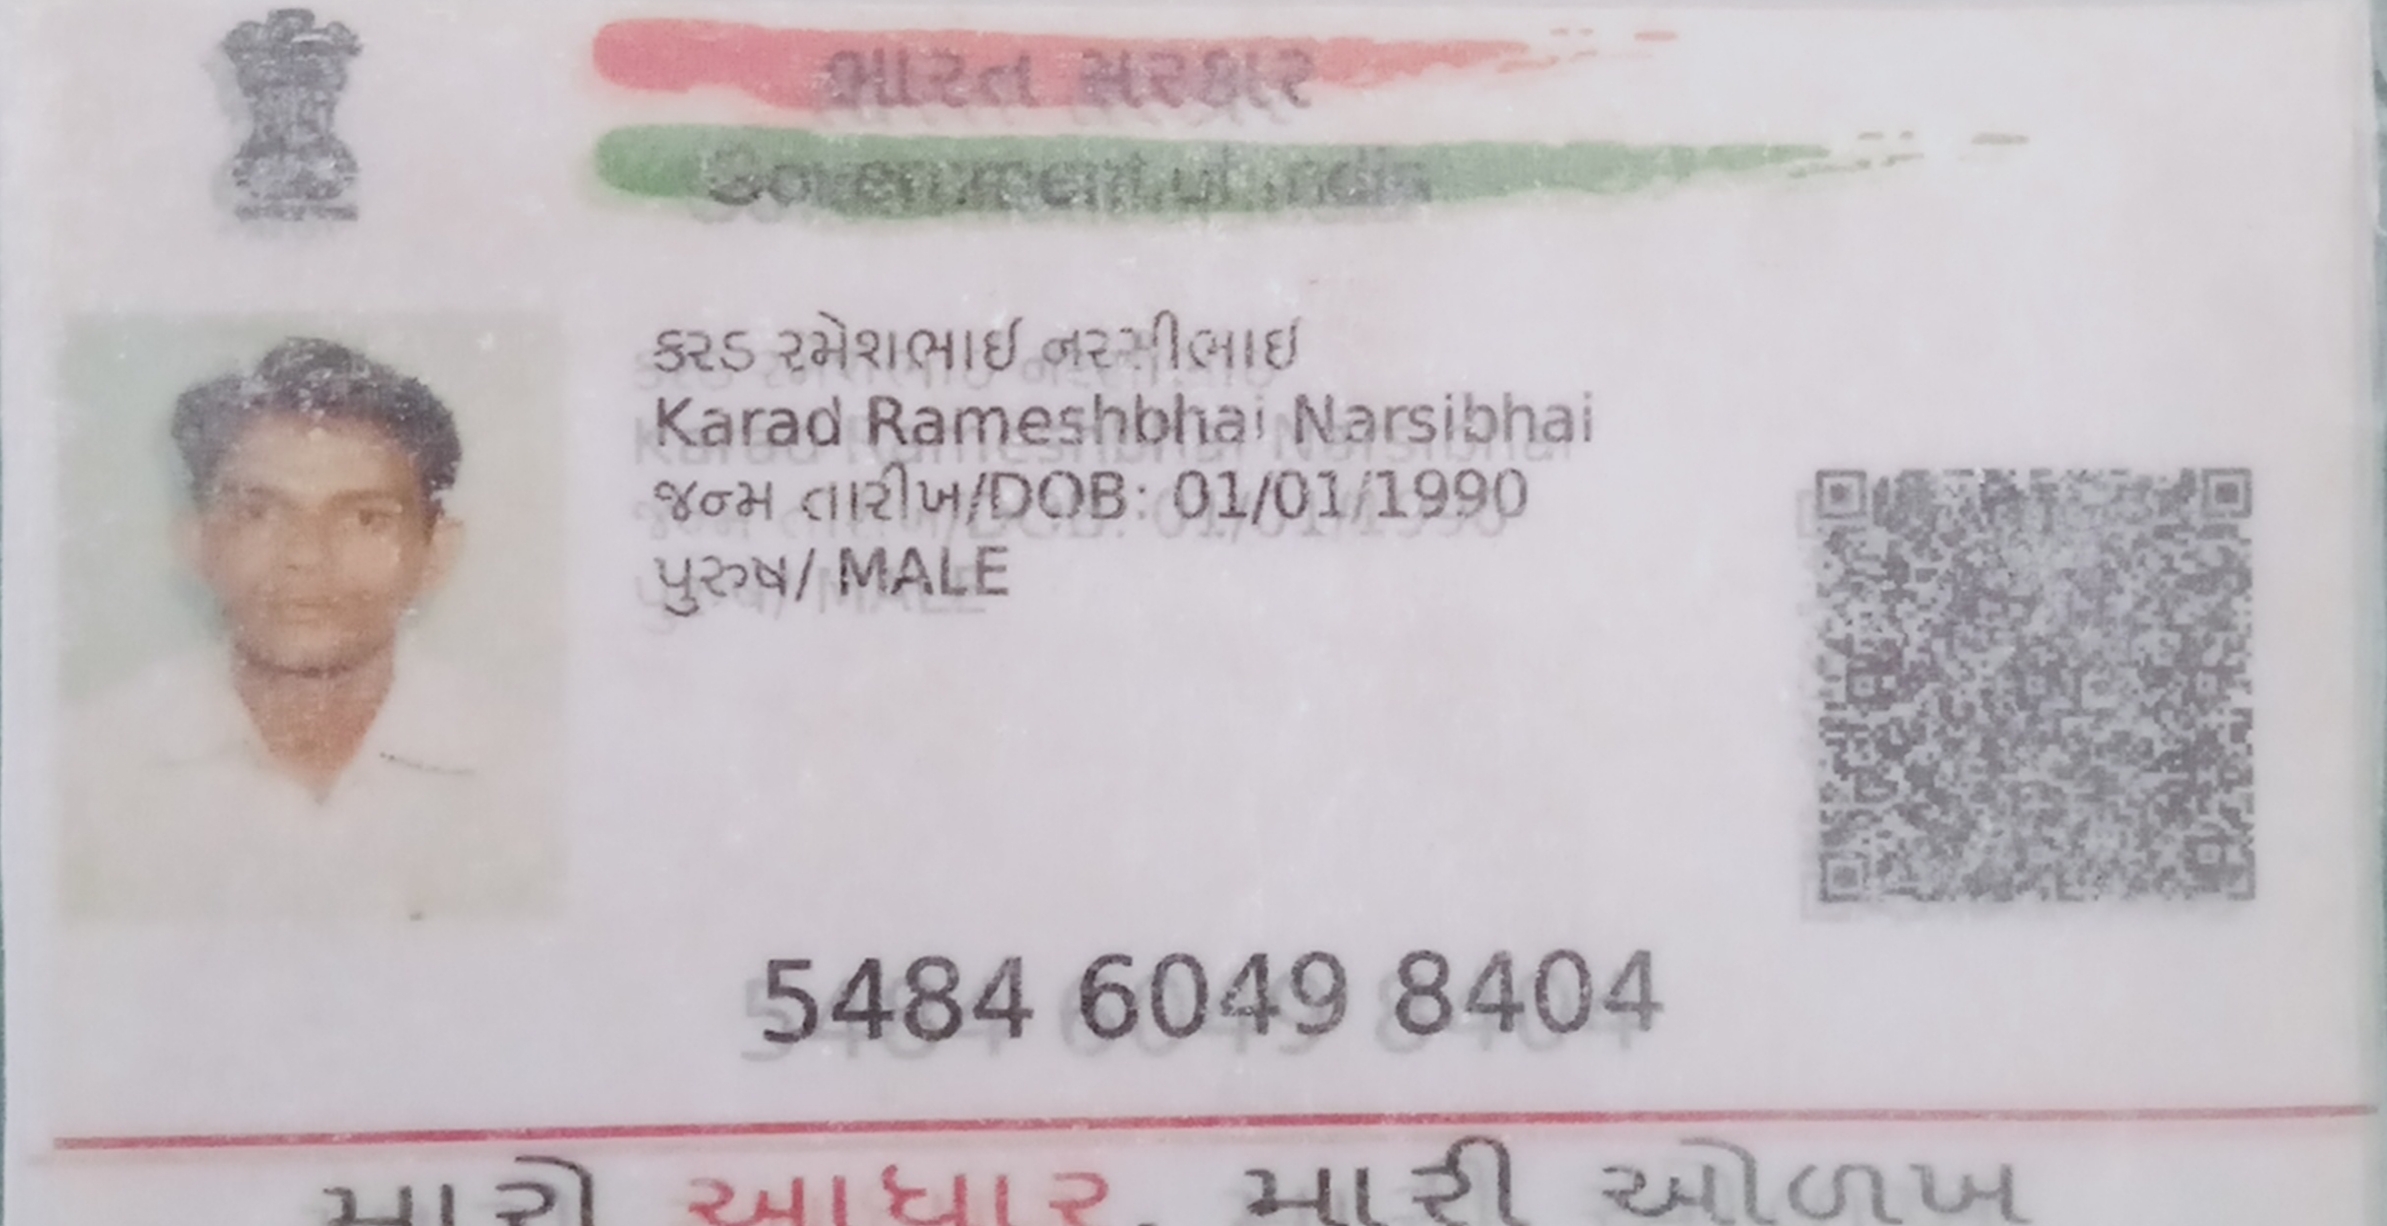 ભારત સરકાર
Government of India
કરડ રમેશભાઈ નરસીભાઈ
Karad Rameshbhai Narsibhai
જન્મ તારીખ/DOB: 01/01/1990
પુરુષ/ MALE
5484 6049 8404
મારો આધાર, મારી ઓળખ